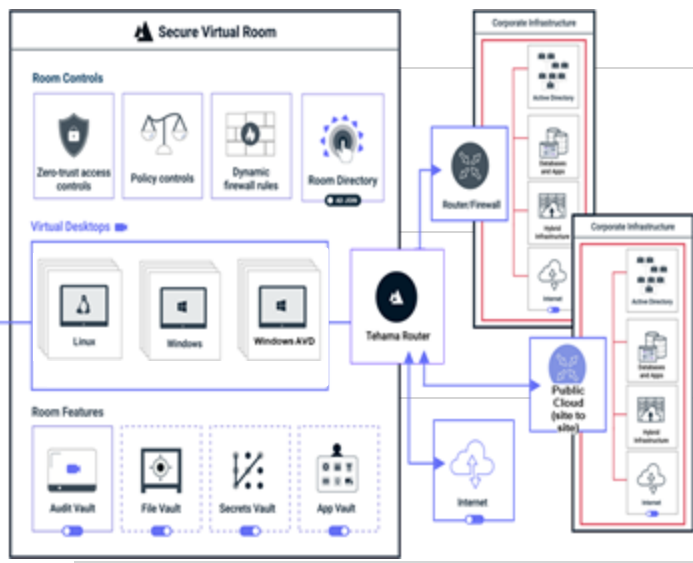 Secure Virtual Room
Room Controls
Zero-trust access
controls
Policy controls
Dynamic
firewall rules
Room Directory
AD JOIN
Virtual Desktops
Linux
Windows
Windows AVD
Tehama Router
Room Features
Audit Vault
File Vault
Secrets Vault
App Vault
Router/Firewall
Public
Cloud
(site to
site)
Internet
Corporate Infrastructure
Active Directory
Databases
and Apps
Hybrid
Infrastructure
Internet
Corporate Infrastructure
Active Directory
Databases
and Apps
Hybrid
Infrastructure
Internet